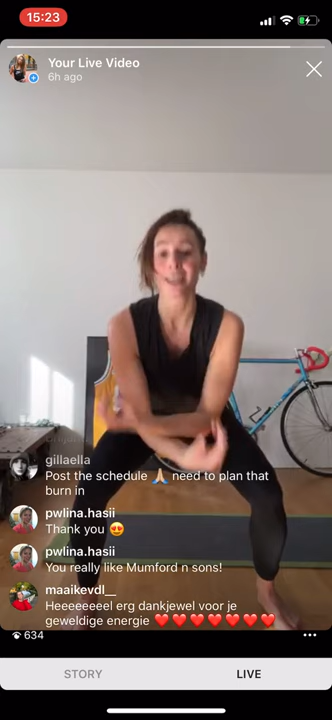 15:23
Your Live Video
6h ago
gillaella
Post the schedule 🙏 need to plan that
burn in
pwlina.hasii
Thank you 😍
pwlina.hasii
You really like Mumford n sons!
maaikevdl__
Heeeeeeeel erg dankjewel voor je
geweldige energie ❤️❤️❤️❤️❤️❤️❤️
634
STORY
LIVE